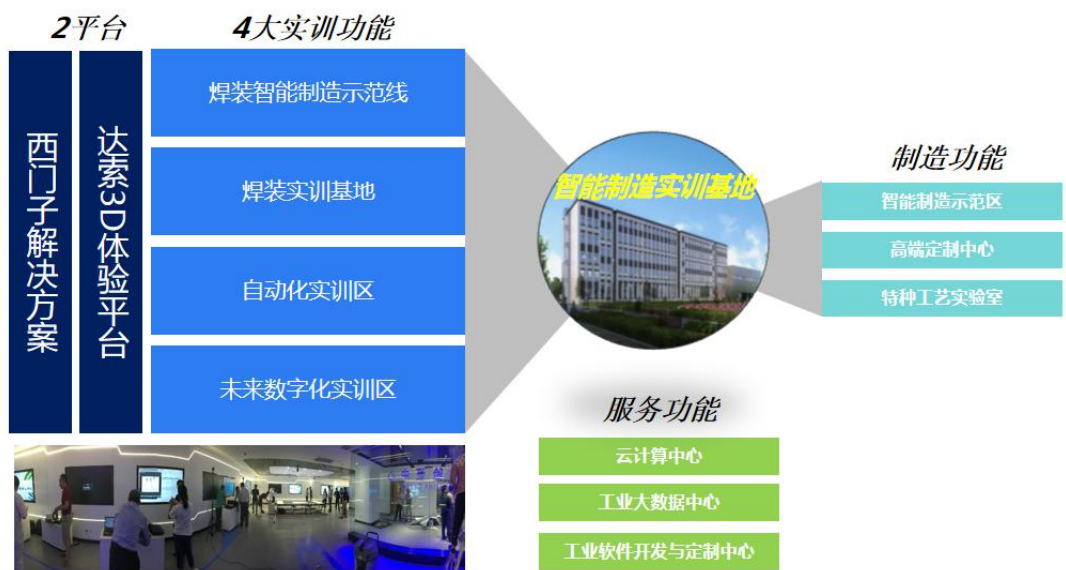 2平台
4大实训功能
西门子解决方案
达索3D体验平台
焊装智能制造示范线
焊装实训基地
自动化实训区
未来数字化实训区
智能制造实训基地
制造功能
智能制造示范区
高端定制中心
特种工艺实验室
服务功能
云计算中心
工业大数据中心
工业软件开发与定制中心